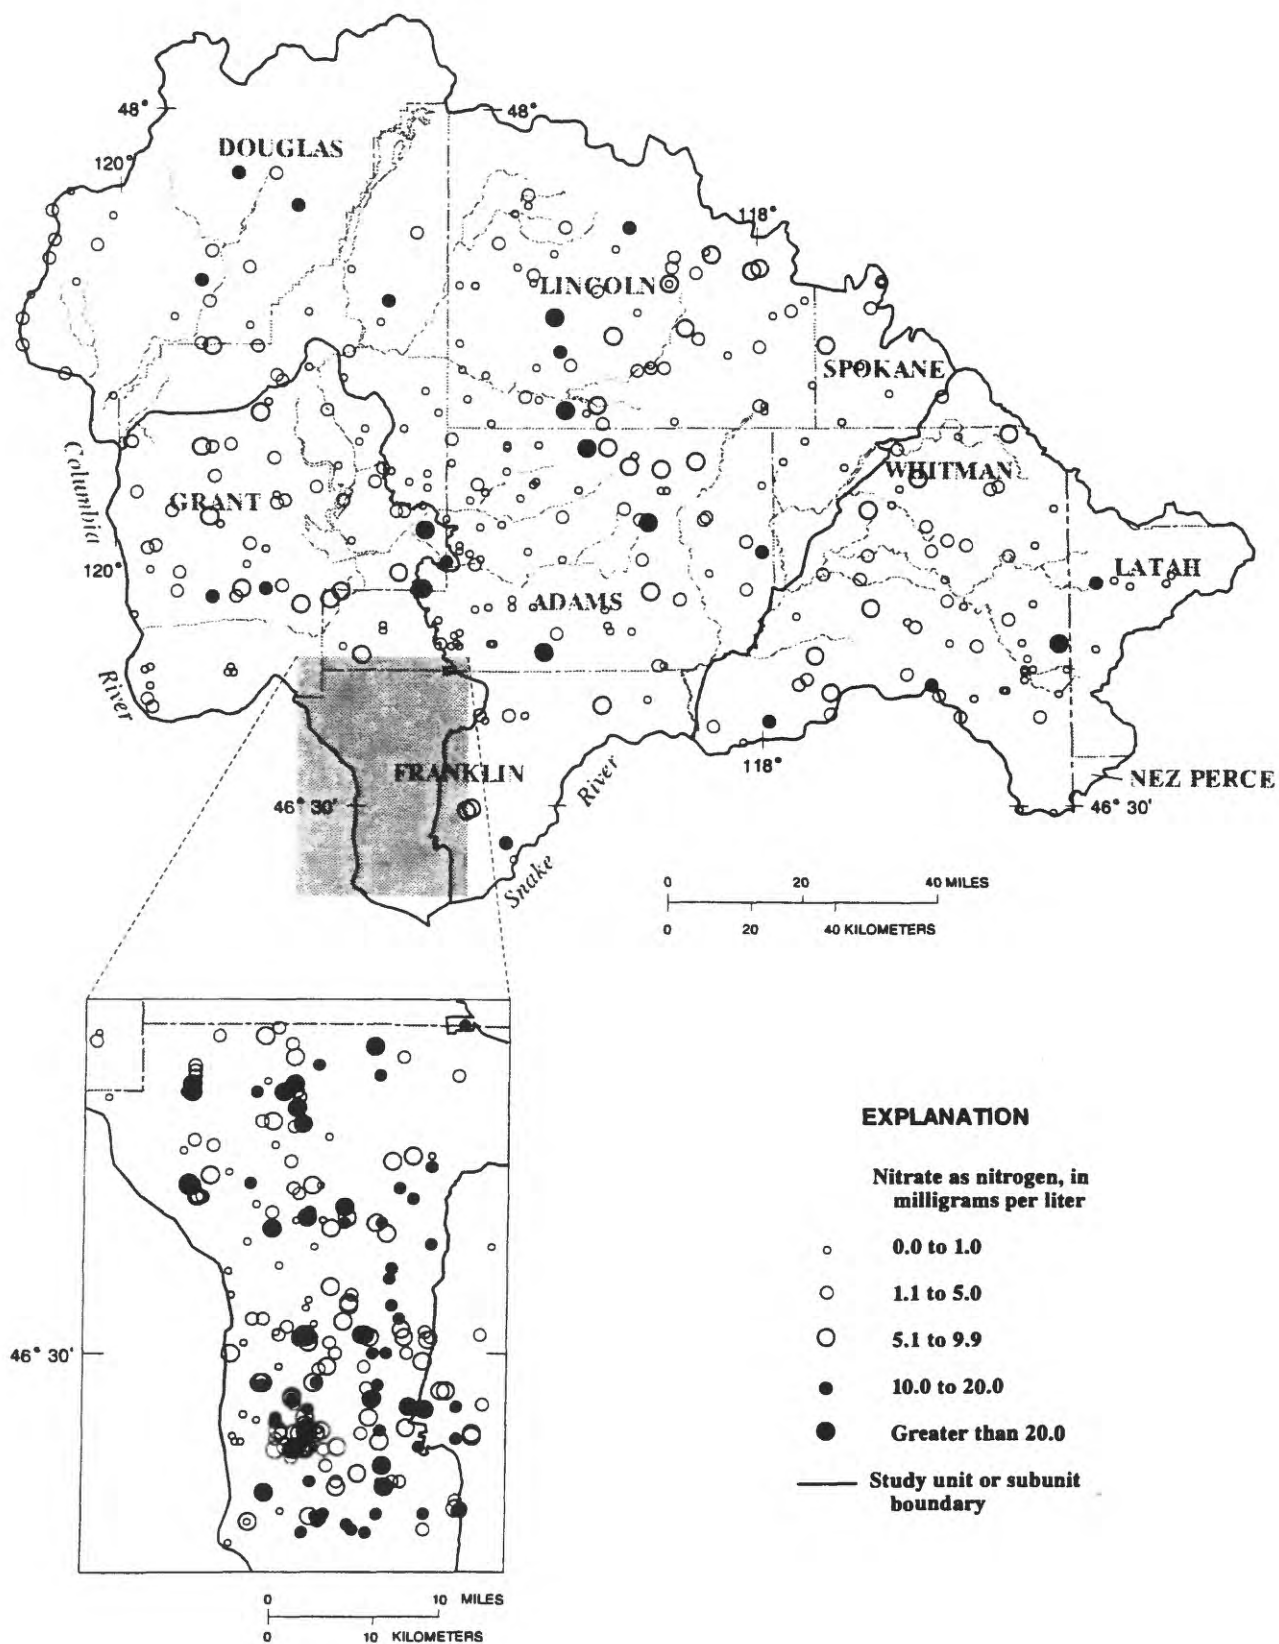 48°
48°
DOUGLAS
120°
118°
LINCOLN
SPOKANE
Columbia
GRANT
WHITMAN
120°
LATAH
ADAMS
River
118°
FRANKLIN
River
NEZ PERCE
46° 30'
46° 30'
Snake
0 20 40 MILES
0 20 40 KILOMETERS
EXPLANATION
Nitrate as nitrogen, in
milligrams per liter
0.0 to 1.0
1.1 to 5.0
46° 30'
5.1 to 9.9
10.0 to 20.0
Greater than 20.0
Study unit or subunit
boundary
0 10 MILES
0 10 KILOMETERS